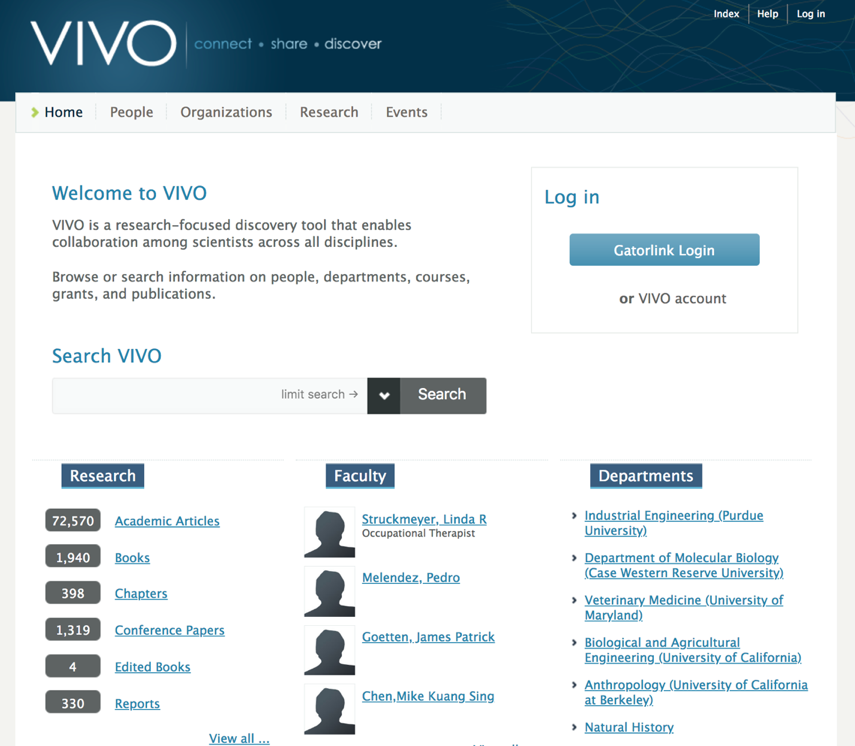 Index
Help
Log in
VIVO
connect • share • discover
Home
People
Organizations
Research
Events
Welcome to VIVO
VIVO is a research-focused discovery tool that enables
collaboration among scientists across all disciplines.
Browse or search information on people, departments, courses,
grants, and publications.
Log in
Gatorlink Login
or VIVO account
Search VIVO
limit search →
Search
Research
72,570 Academic Articles
1,940 Books
398 Chapters
1,319 Conference Papers
4 Edited Books
330 Reports
View all ...
Faculty
Struckmeyer, Linda R
Occupational Therapist
Melendez, Pedro
Goetten, James Patrick
Chen,Mike Kuang Sing
Departments
Industrial Engineering (Purdue
University)
Department of Molecular Biology
(Case Western Reserve University)
Veterinary Medicine (University of
Maryland)
Biological and Agricultural
Engineering (University of California)
Anthropology (University of California
at Berkeley)
Natural History